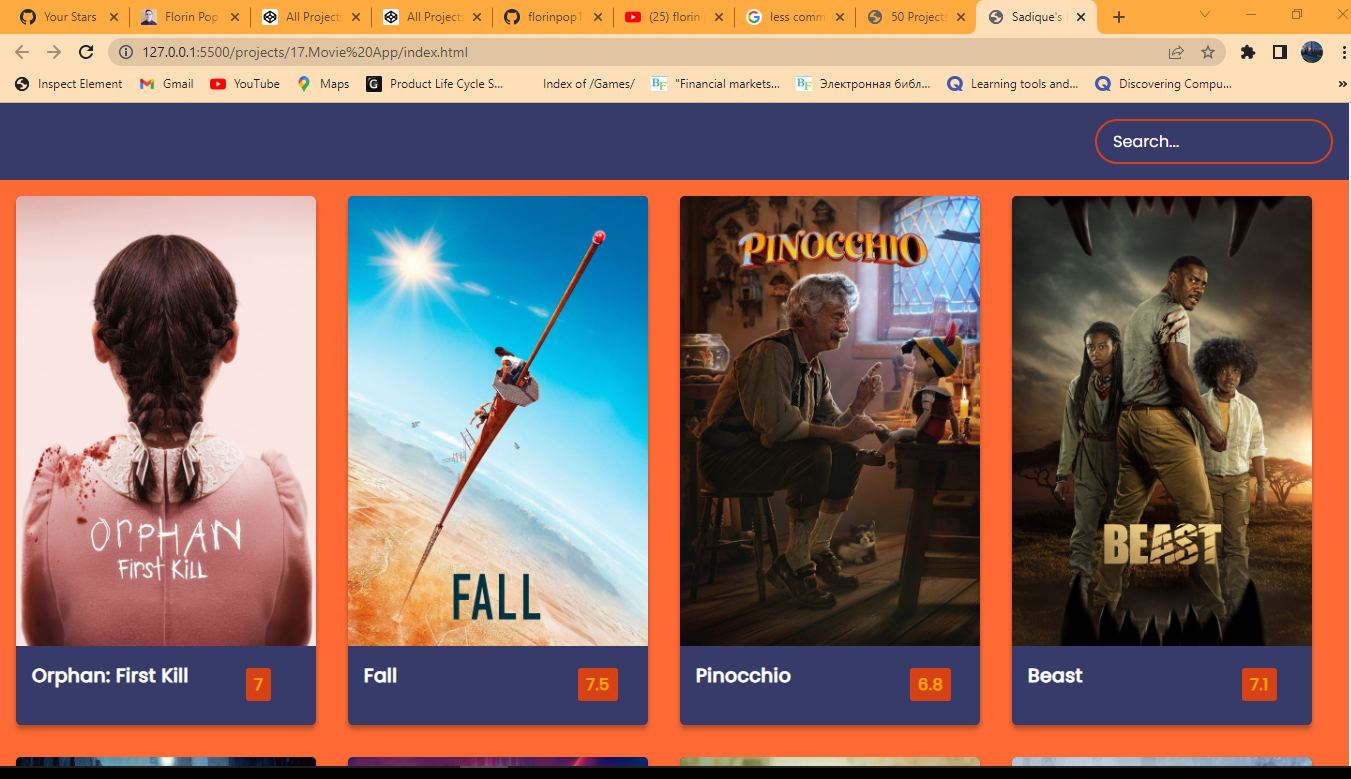 Your Stars
Florin Pop
All Projects
All Projects
florinpop1
(25) florin
less comm
50 Projects
Sadique's
127.0.0.1:5500/projects/17.Movie%20App/index.html
Inspect Element
Gmail
YouTube
Maps
Product Life Cycle S...
Index of /Games/
"Financial markets...
Электронная библ...
Learning tools and...
Discovering Compu...
»
Search...
ORPHAN
FIRST KILL
FALL
PINOCCHIO
BEAST
Orphan: First Kill
7
Fall
7.5
Pinocchio
6.8
Beast
7.1